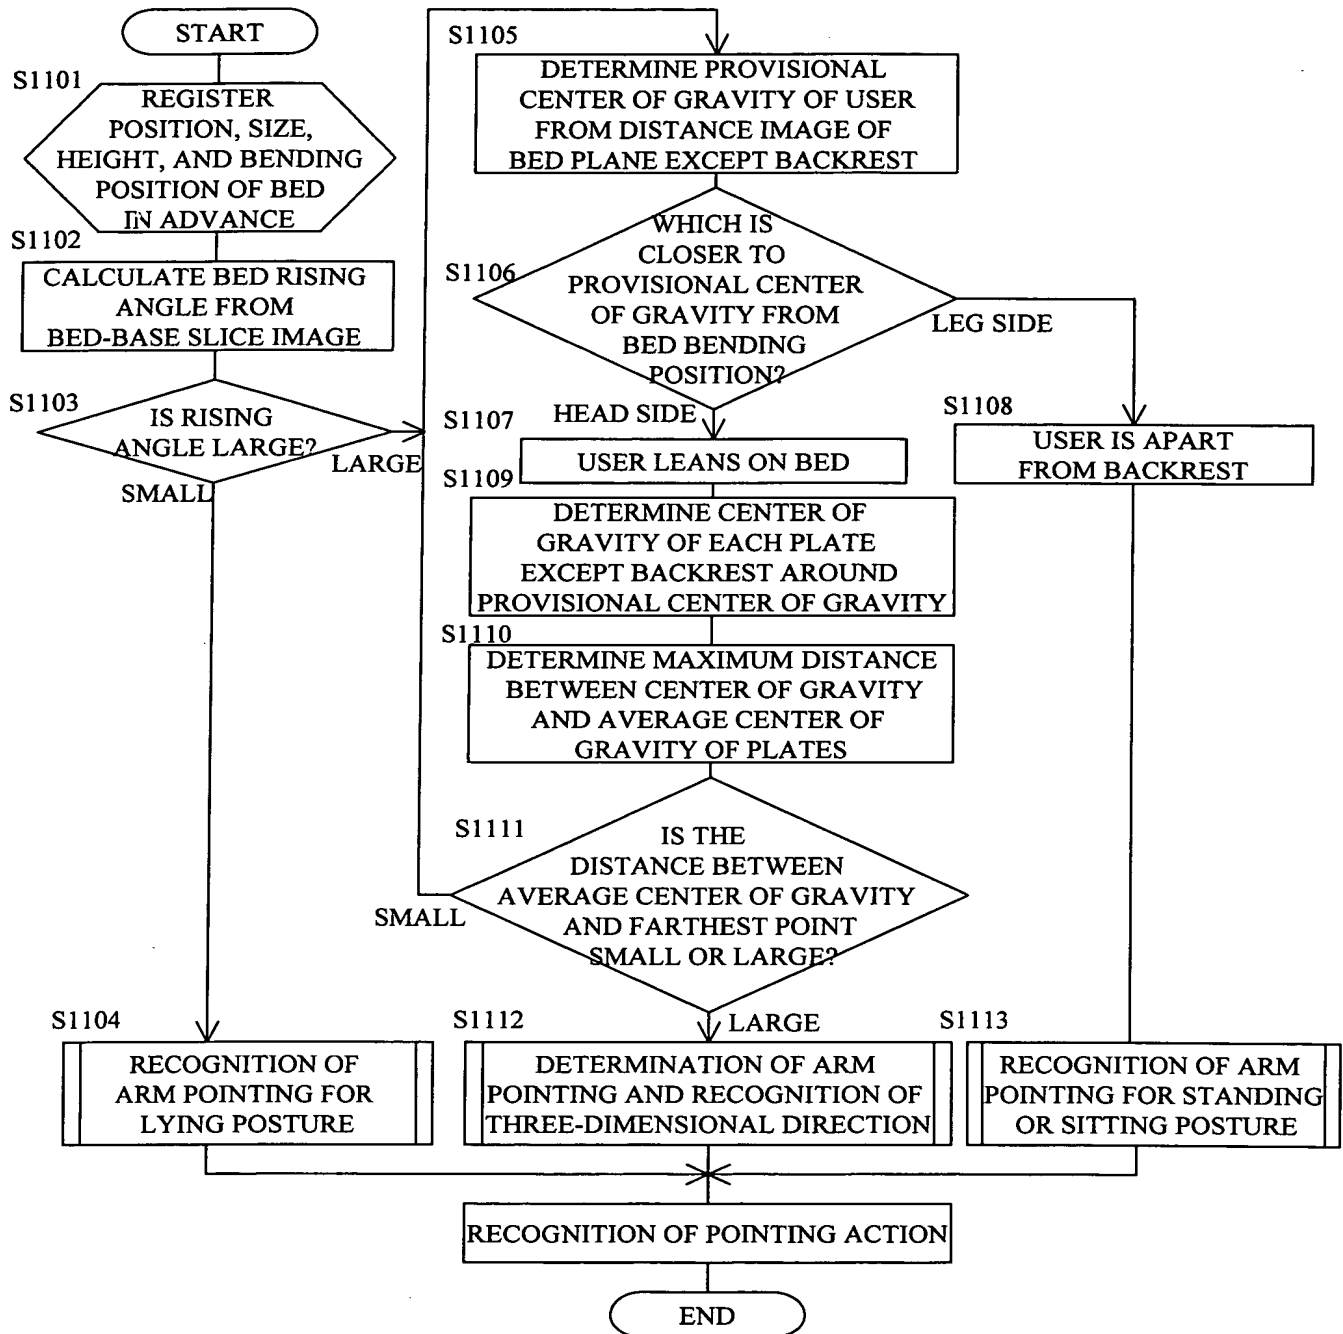 START
S1101
REGISTER
POSITION, SIZE,
HEIGHT, AND BENDING
POSITION OF BED
IN ADVANCE
S1102
CALCULATE BED RISING
ANGLE FROM
BED-BASE SLICE IMAGE
S1103
IS RISING
ANGLE LARGE?
LARGE
SMALL
S1105
DETERMINE PROVISIONAL
CENTER OF GRAVITY OF USER
FROM DISTANCE IMAGE OF
BED PLANE EXCEPT BACKREST
S1106
WHICH IS
CLOSER TO
PROVISIONAL CENTER
OF GRAVITY FROM
BED BENDING
POSITION?
LEG SIDE
HEAD SIDE
S1107
USER LEANS ON BED
S1108
USER IS APART
FROM BACKREST
S1109
DETERMINE CENTER OF
GRAVITY OF EACH PLATE
EXCEPT BACKREST AROUND
PROVISIONAL CENTER OF GRAVITY
S1110
DETERMINE MAXIMUM DISTANCE
BETWEEN CENTER OF GRAVITY
AND AVERAGE CENTER OF
GRAVITY OF PLATES
S1111
IS THE
DISTANCE BETWEEN
AVERAGE CENTER OF GRAVITY
AND FARTHEST POINT
SMALL OR LARGE?
SMALL
LARGE
S1104
RECOGNITION OF
ARM POINTING FOR
LYING POSTURE
S1112
DETERMINATION OF ARM
POINTING AND RECOGNITION OF
THREE-DIMENSIONAL DIRECTION
S1113
RECOGNITION OF ARM
POINTING FOR STANDING
OR SITTING POSTURE
RECOGNITION OF POINTING ACTION
END